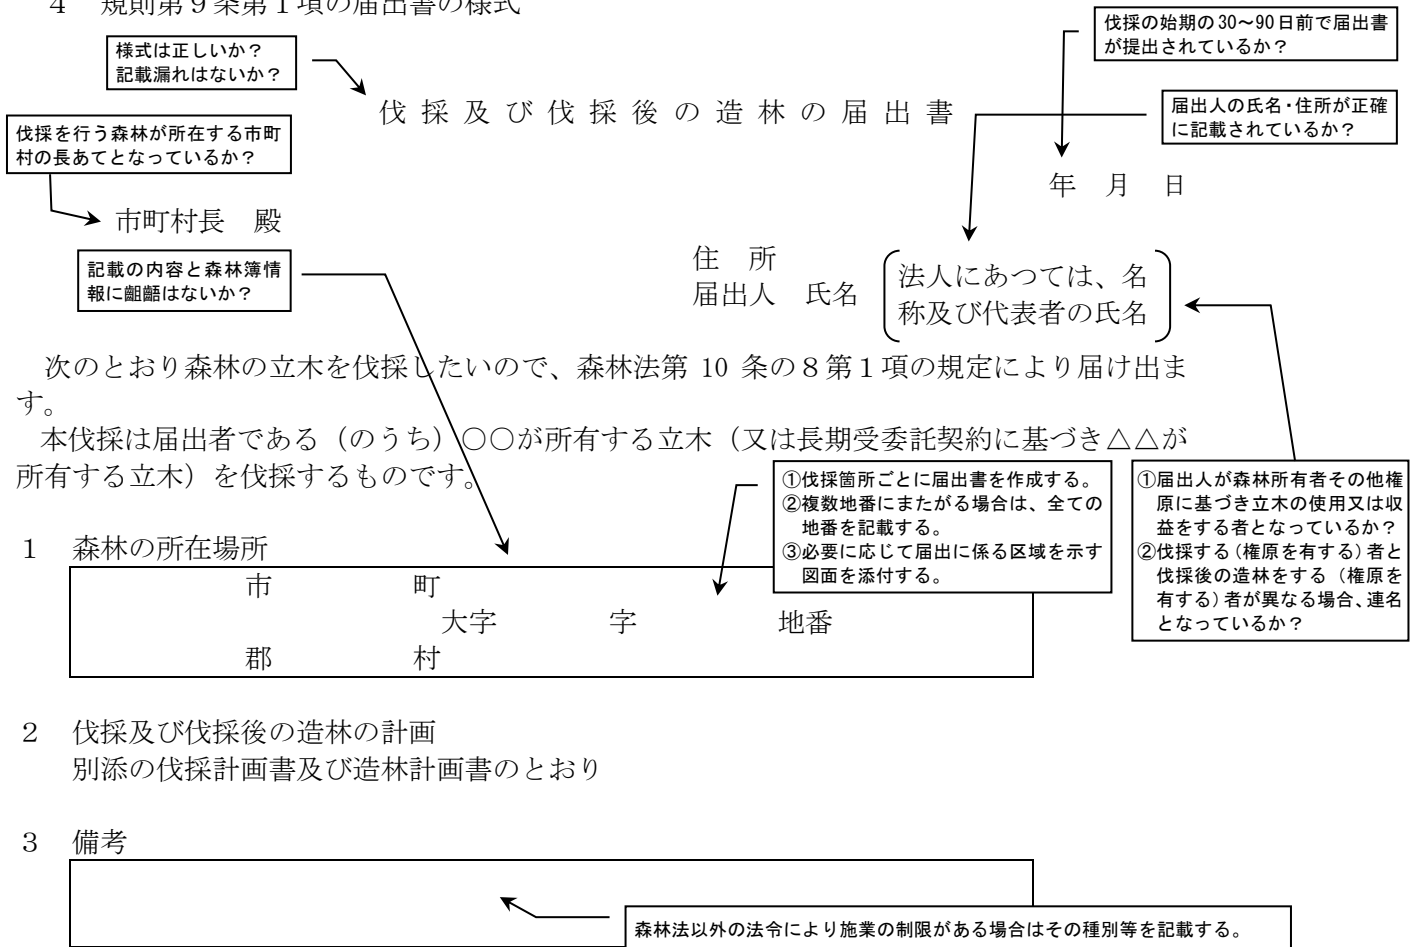 4　規則第９条第１項の届出書の様式
伐採の始期の30～90日前で届出書
が提出されているか？
様式は正しいか？
記載漏れはないか？
伐採及び伐採後の造林の届出書
届出人の氏名・住所が正確
に記載されているか？
伐採を行う森林が所在する市町
村の長あてとなっているか？
年　月　日
市町村長　殿
記載の内容と森林簿情
報に齟齬はないか？
住　所
届出人　氏名
法人にあつては、名
称及び代表者の氏名
次のとおり森林の立木を伐採したいので、森林法第 10 条の８第１項の規定により届け出ま
す。
本伐採は届出者である（のうち）○○が所有する立木（又は長期受委託契約に基づき△△が
所有する立木）を伐採するものです。
①伐採箇所ごとに届出書を作成する。
②複数地番にまたがる場合は、全ての
地番を記載する。
③必要に応じて届出に係る区域を示す
図面を添付する。
①届出人が森林所有者その他権
原に基づき立木の使用又は収
益をする者となっているか？
②伐採する（権原を有する）者と
伐採後の造林をする（権原を
有する）者が異なる場合、連名
となっているか？
１　森林の所在場所
市　町
大字　字　地番
郡　村
２　伐採及び伐採後の造林の計画
別添の伐採計画書及び造林計画書のとおり
３　備考
森林法以外の法令により施業の制限がある場合はその種別等を記載する。